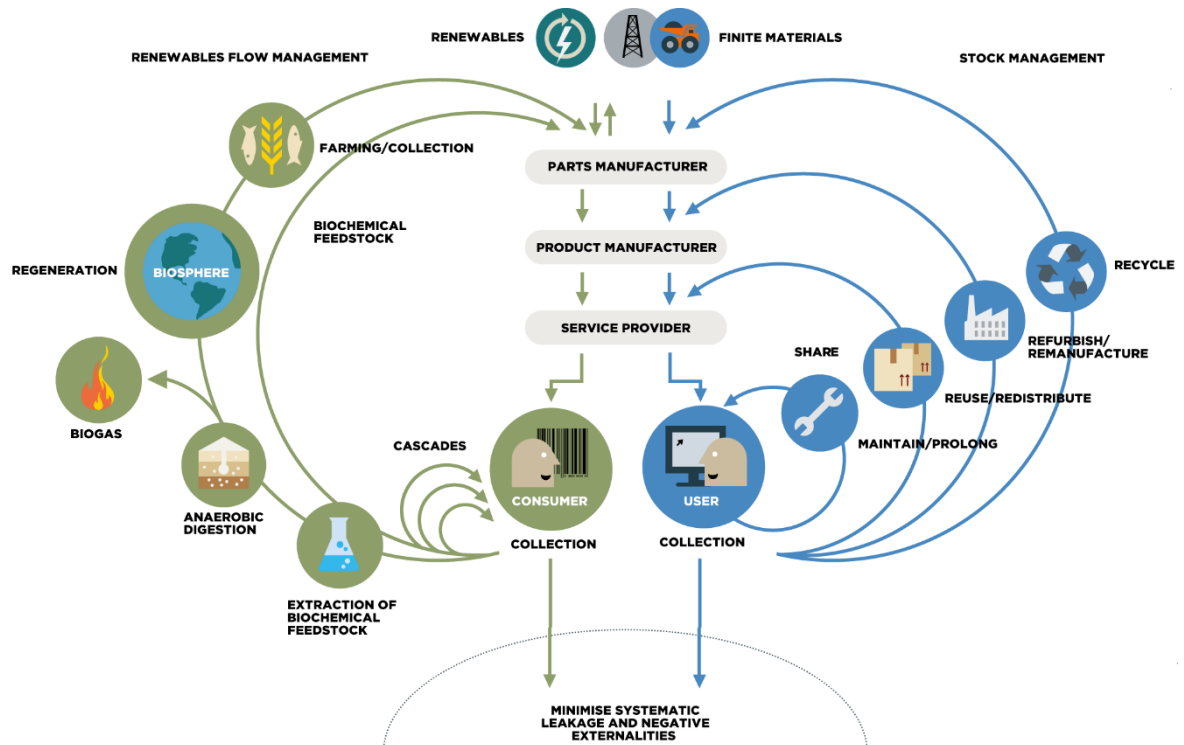 RENEWABLES
FINITE MATERIALS
RENEWABLES FLOW MANAGEMENT
STOCK MANAGEMENT
FARMING/COLLECTION
PARTS MANUFACTURER
BIOCHEMICAL
FEEDSTOCK
PRODUCT MANUFACTURER
REGENERATION
BIOSPHERE
RECYCLE
SERVICE PROVIDER
SHARE
REFURBISH/
REMANUFACTURE
REUSE/REDISTRIBUTE
BIOGAS
CASCADES
MAINTAIN/PROLONG
CONSUMER
USER
ANAEROBIC
DIGESTION
COLLECTION
COLLECTION
EXTRACTION OF
BIOCHEMICAL
FEEDSTOCK
MINIMISE SYSTEMATIC
LEAKAGE AND NEGATIVE
EXTERNALITIES